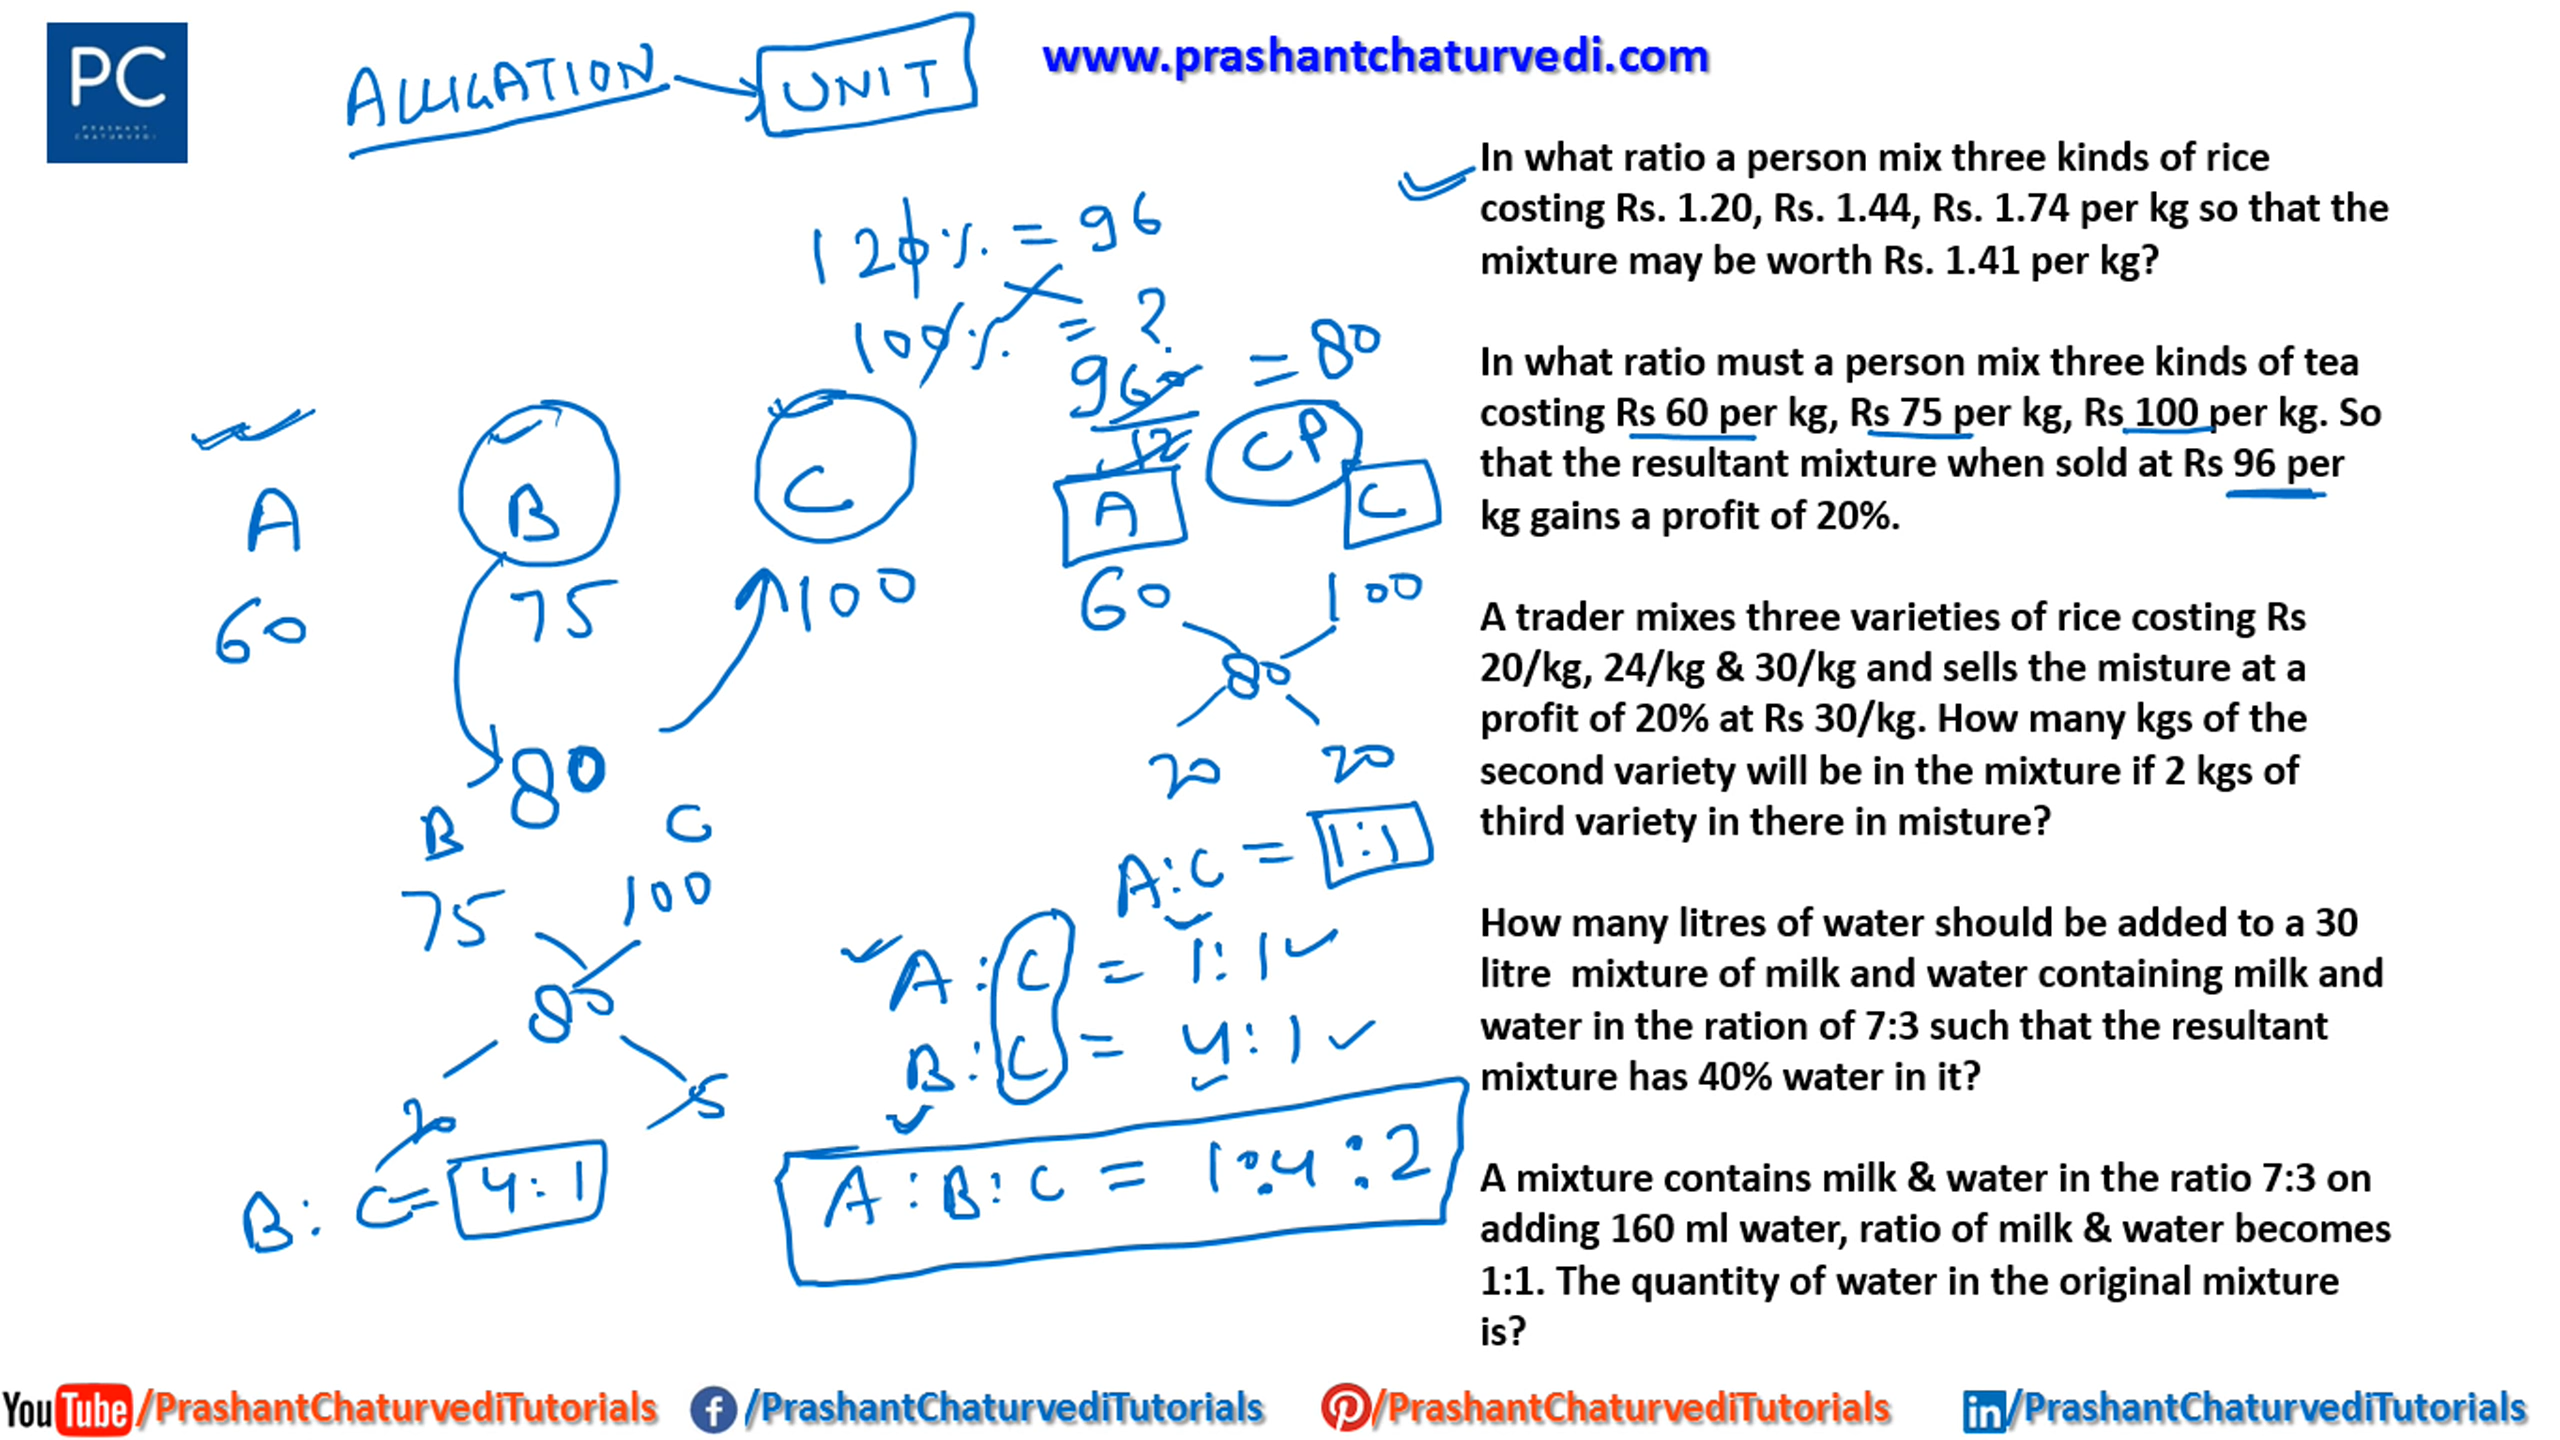 PC
PRASHANT
CHATURVEDI
ALLIGATION → UNIT
www.prashantchaturvedi.com
120% = 96
100% = ?
960
12
= 80
CP
A B C
60 75 100
A C
60 100
80
20 20
A:C = 1:1
80
B C
75 100
80
20 5
B:C= 4:1
A:C = 1:1
B:C = 4:1
A:B:C = 1:4:2
In what ratio a person mix three kinds of rice
costing Rs. 1.20, Rs. 1.44, Rs. 1.74 per kg so that the
mixture may be worth Rs. 1.41 per kg?
In what ratio must a person mix three kinds of tea
costing Rs 60 per kg, Rs 75 per kg, Rs 100 per kg. So
that the resultant mixture when sold at Rs 96 per
kg gains a profit of 20%.
A trader mixes three varieties of rice costing Rs
20/kg, 24/kg & 30/kg and sells the misture at a
profit of 20% at Rs 30/kg. How many kgs of the
second variety will be in the mixture if 2 kgs of
third variety in there in misture?
How many litres of water should be added to a 30
litre mixture of milk and water containing milk and
water in the ration of 7:3 such that the resultant
mixture has 40% water in it?
A mixture contains milk & water in the ratio 7:3 on
adding 160 ml water, ratio of milk & water becomes
1:1. The quantity of water in the original mixture
is?
YouTube/PrashantChaturvediTutorials f/PrashantChaturvediTutorials /PrashantChaturvediTutorials in/PrashantChaturvediTutorials